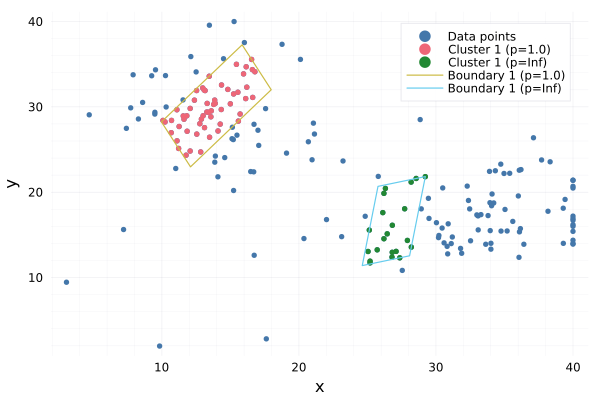 40
30
20
10
y
10
20
30
40
x
Data points
Cluster 1 (p=1.0)
Cluster 1 (p=Inf)
Boundary 1 (p=1.0)
Boundary 1 (p=Inf)